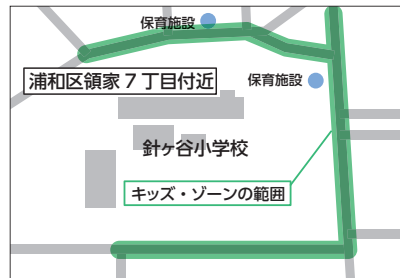 保育施設
浦和区領家7丁目付近
保育施設
針ヶ谷小学校
キッズ・ゾーンの範囲